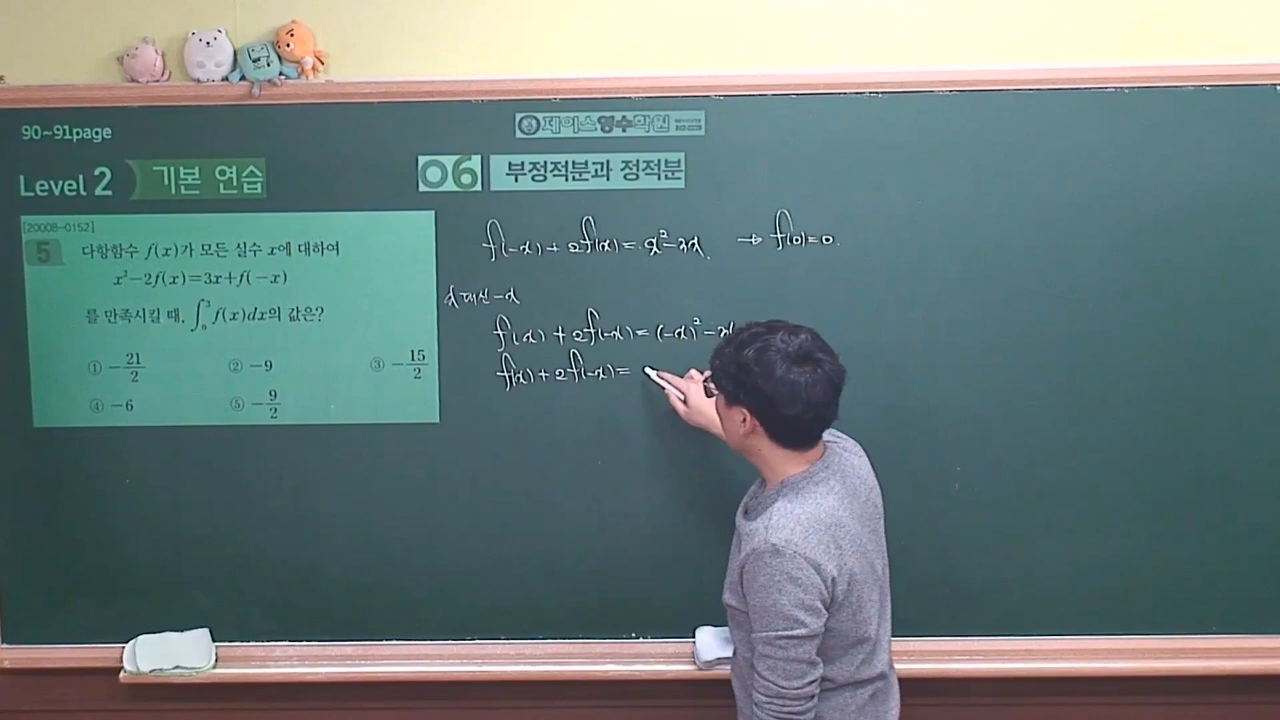 90~91page
제이스영수학원
Level 2 기본 연습
06 부정적분과 정적분
[20008-0152]
5 다항함수 f(x)가 모든 실수 x에 대하여
x²-2f(x)=3x+f(-x)
를 만족시킬 때, ∫₀³ f(x)dx의 값은?
① -21/2 ② -9 ③ -15/2
④ -6 ⑤ -9/2
f(-x)+2f(x)=x²-3x → f(0)=0.
x 대신 -x
f(x)+2f(-x)=(-x)²-
f(x)+2f(-x)=